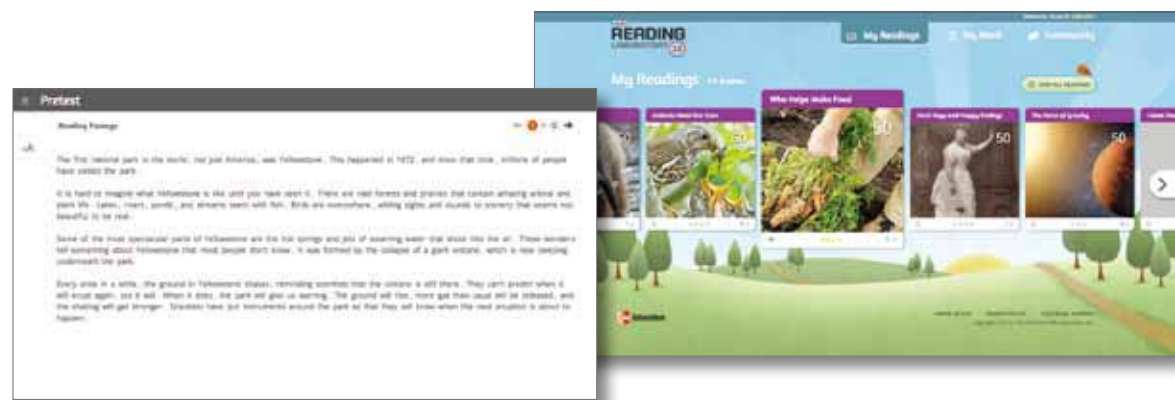 Pretest
Reading Passage
The first national park in the world, not just America, was Yellowstone. This happened in 1872, and since that time, millions of people
have visited the park.
It is hard to imagine what Yellowstone is like until you have seen it. There are vast forests and prairies that contain amazing animal and
plant life. Lakes, rivers, ponds, and streams teem with fish. Birds are everywhere, adding sights and sounds to scenery that seems too
beautiful to be real.
Some of the most spectacular parts of Yellowstone are the hot springs and jets of steaming water that shoot into the air. These wonders
tell something about Yellowstone that most people don't know. It was formed by the collapse of a giant volcano, which is now sleeping
underneath the park.
Every once in a while, the ground in Yellowstone shakes, reminding scientists that the volcano is still there. They can't predict when it
will erupt again, but it will. When it does, the park will give us warning. The ground will rise, more gas than usual will be released, and
the shaking will get stronger. Scientists have put instruments around the park so that they will know when the next eruption is about to
happen.
READING
LABORATORY
My Readings
My Work
My Readings
Who Helps Make Food
The Force of Gravity
50
50
50
Education